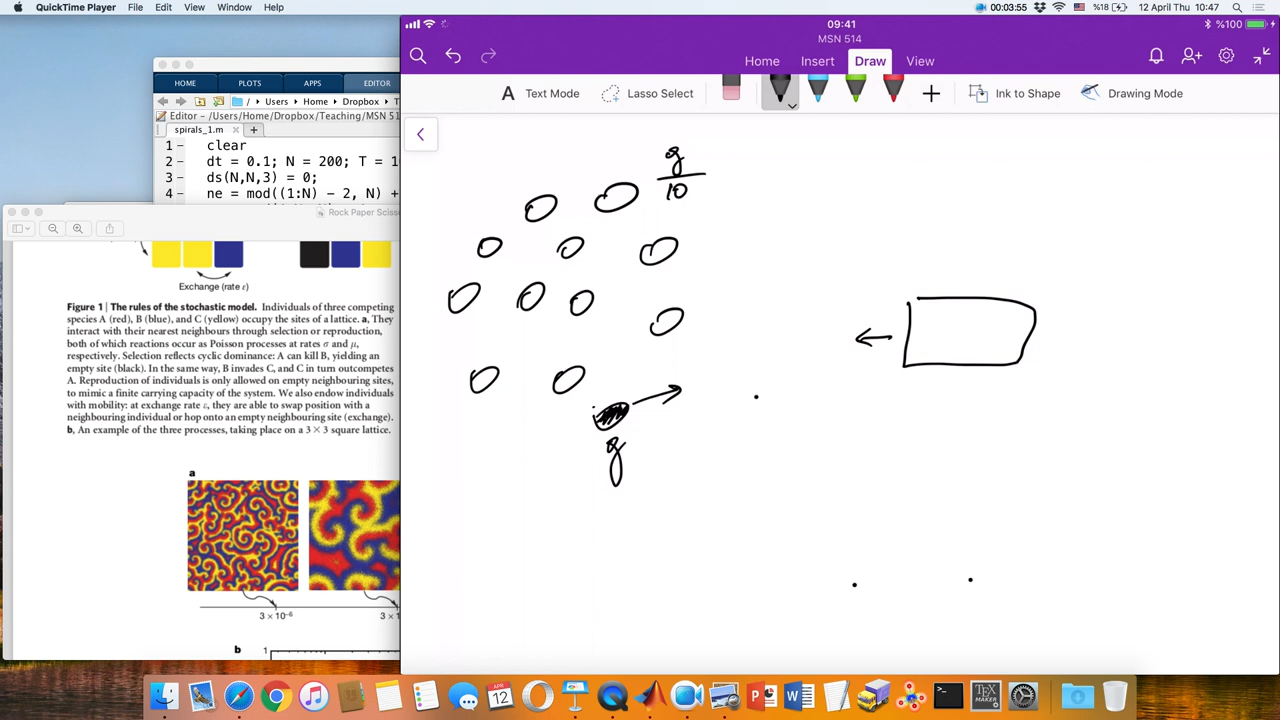 QuickTime Player File Edit View Window Help
00:03:55 %18 12 April Thu 10:47
09:41
%100
MSN 514
Home Insert Draw View
Text Mode Lasso Select Ink to Shape Drawing Mode
HOME PLOTS APPS EDITOR
/ Users Home Dropbox T
Editor - /Users/Home/Dropbox/Teaching/MSN 51
spirals_1.m
1 clear
2 dt = 0.1; N = 200; T = 10
3 ds(N,N,3) = 0;
4 ne = mod((1:N) - 2, N) +
Rock Paper Scisso
Exchange (rate ε)
Figure 1 | The rules of the stochastic model. Individuals of three competing
species A (red), B (blue), and C (yellow) occupy the sites of a lattice. a, They
interact with their nearest neighbours through selection or reproduction,
both of which reactions occur as Poisson processes at rates σ and μ,
respectively. Selection reflects cyclic dominance: A can kill B, yielding an
empty site (black). In the same way, B invades C, and C in turn outcompetes
A. Reproduction of individuals is only allowed on empty neighbouring sites,
to mimic a finite carrying capacity of the system. We also endow individuals
with mobility: at exchange rate ε, they are able to swap position with a
neighbouring individual or hop onto an empty neighbouring site (exchange).
b, An example of the three processes, taking place on a 3 × 3 square lattice.
a
3 × 10⁻⁶ 3 × 1
b 1
g
10
g